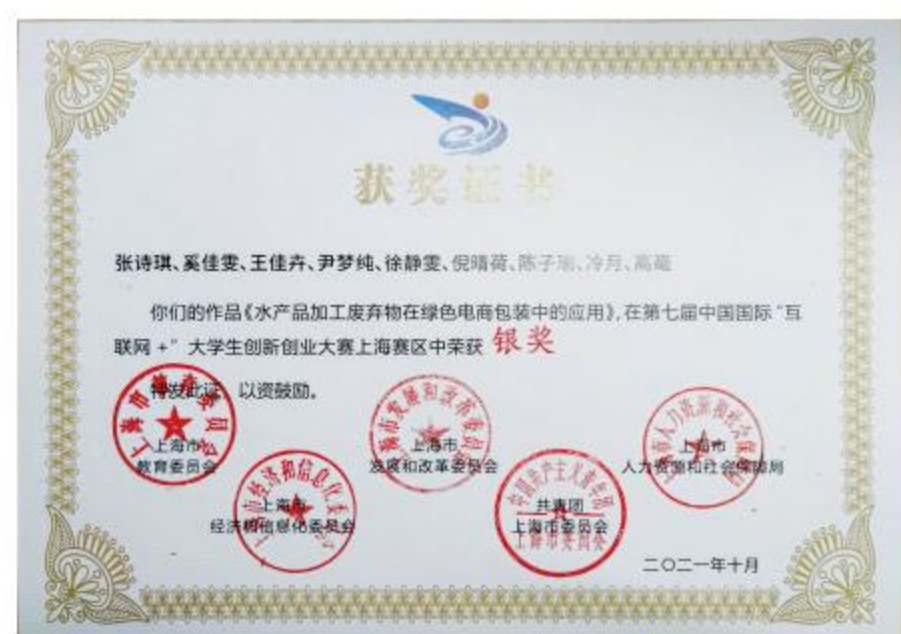 获奖证书
张诗琪、奚佳雯、王佳卉、尹梦纯、徐静雯、倪晴荷、陈子瑜、冷月、高蕴
你们的作品《水产品加工废弃物在绿色电商包装中的应用》，在第七届中国国际“互
联网+”大学生创新创业大赛上海赛区中荣获 银奖
特发此证，以资鼓励。
上海市
教育委员会
上海市
发展和改革委员会
上海市
人力资源和社会保障局
上海市
经济和信息化委员会
共青团
上海市委员会
二〇二一年十月